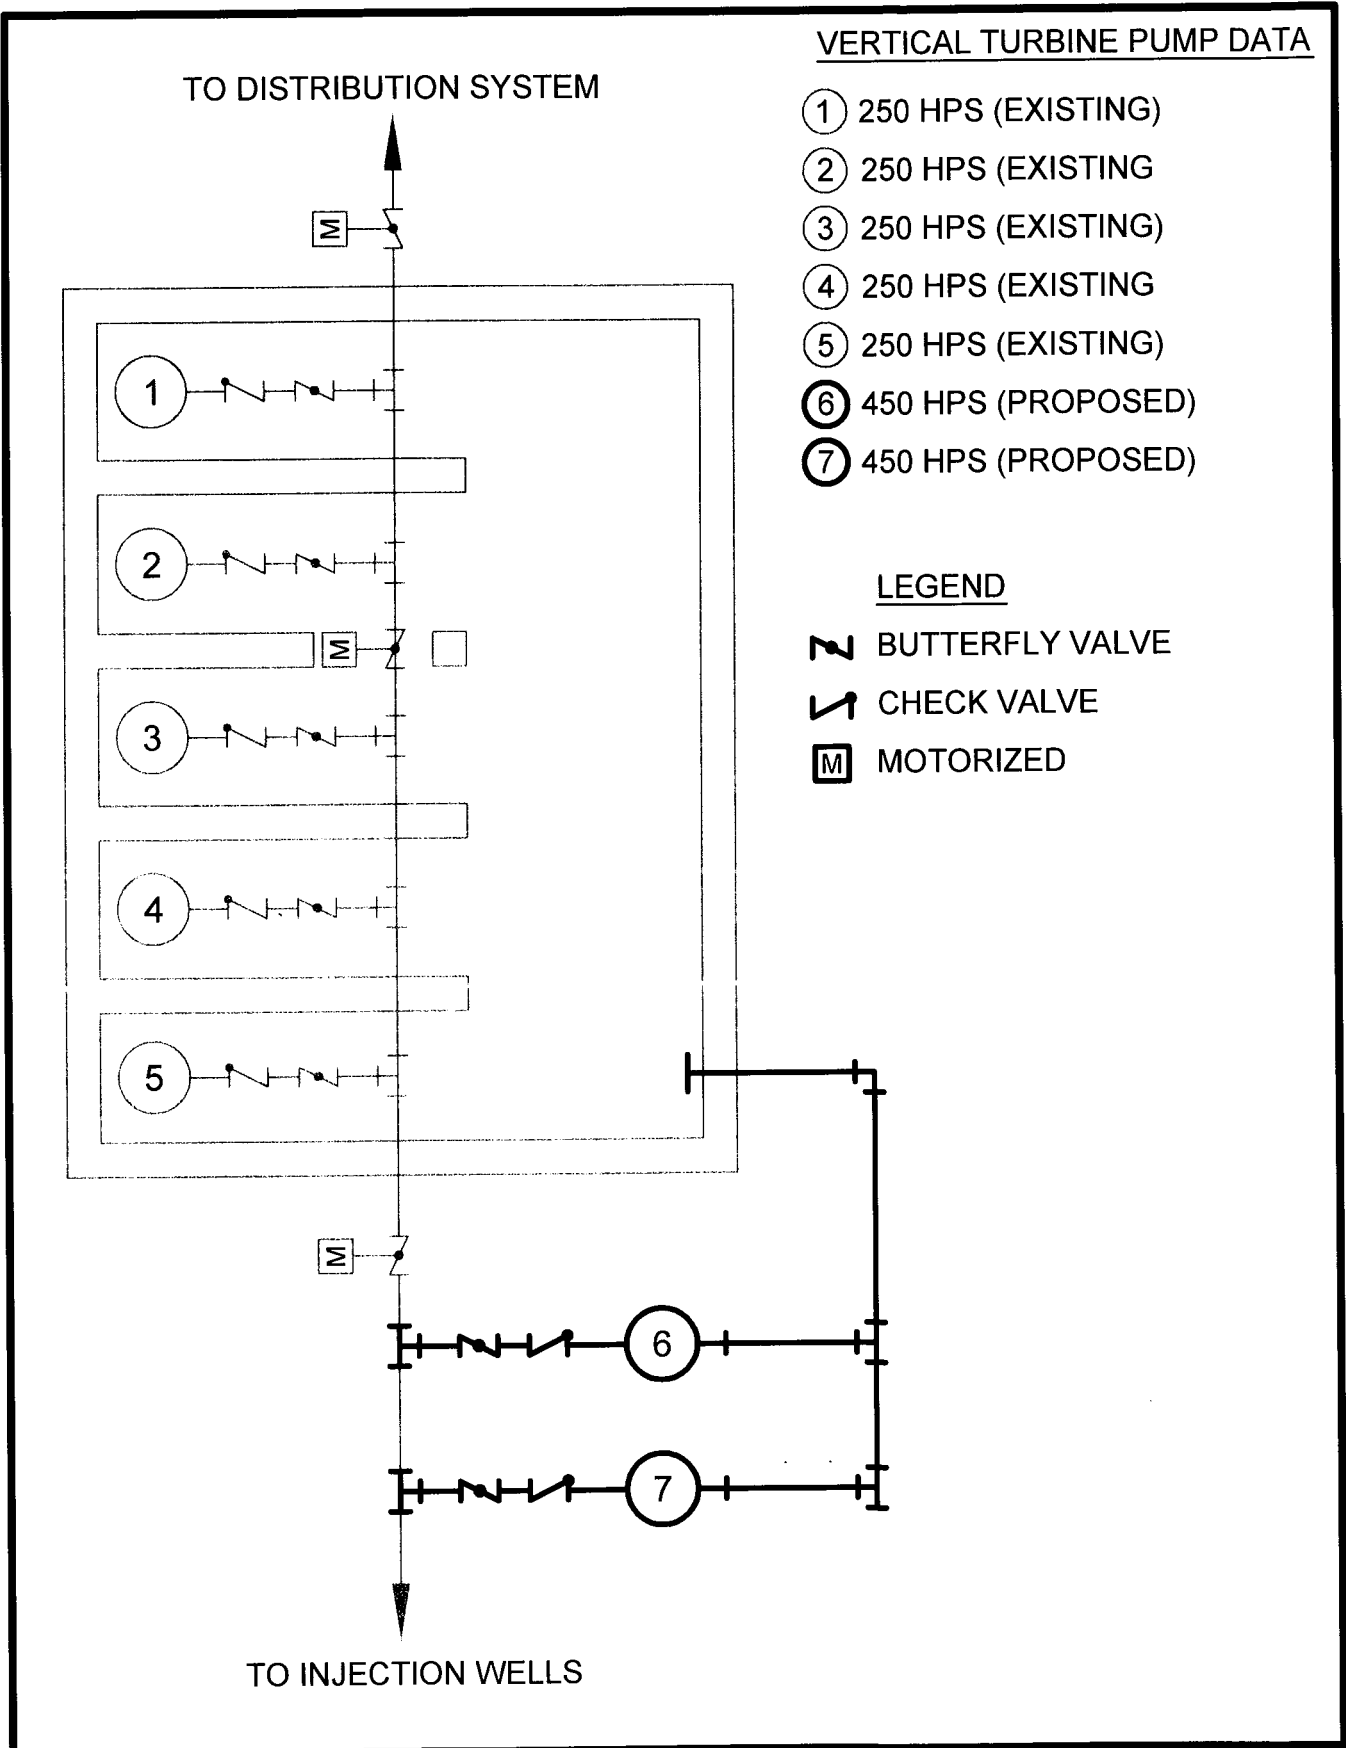 VERTICAL TURBINE PUMP DATA
TO DISTRIBUTION SYSTEM
1 250 HPS (EXISTING)
2 250 HPS (EXISTING
3 250 HPS (EXISTING)
4 250 HPS (EXISTING
5 250 HPS (EXISTING)
6 450 HPS (PROPOSED)
7 450 HPS (PROPOSED)
M
1
2
M
3
4
5
LEGEND
BUTTERFLY VALVE
CHECK VALVE
M MOTORIZED
M
6
7
TO INJECTION WELLS